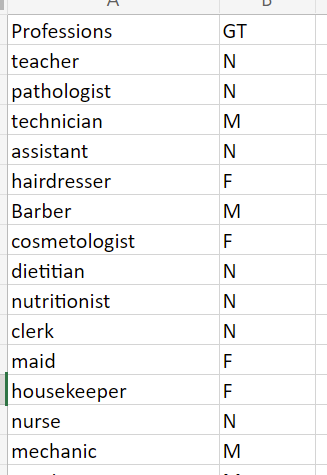 A B
Professions GT
teacher N
pathologist N
technician M
assistant N
hairdresser F
Barber M
cosmetologist F
dietitian N
nutritionist N
clerk N
maid F
housekeeper F
nurse N
mechanic M